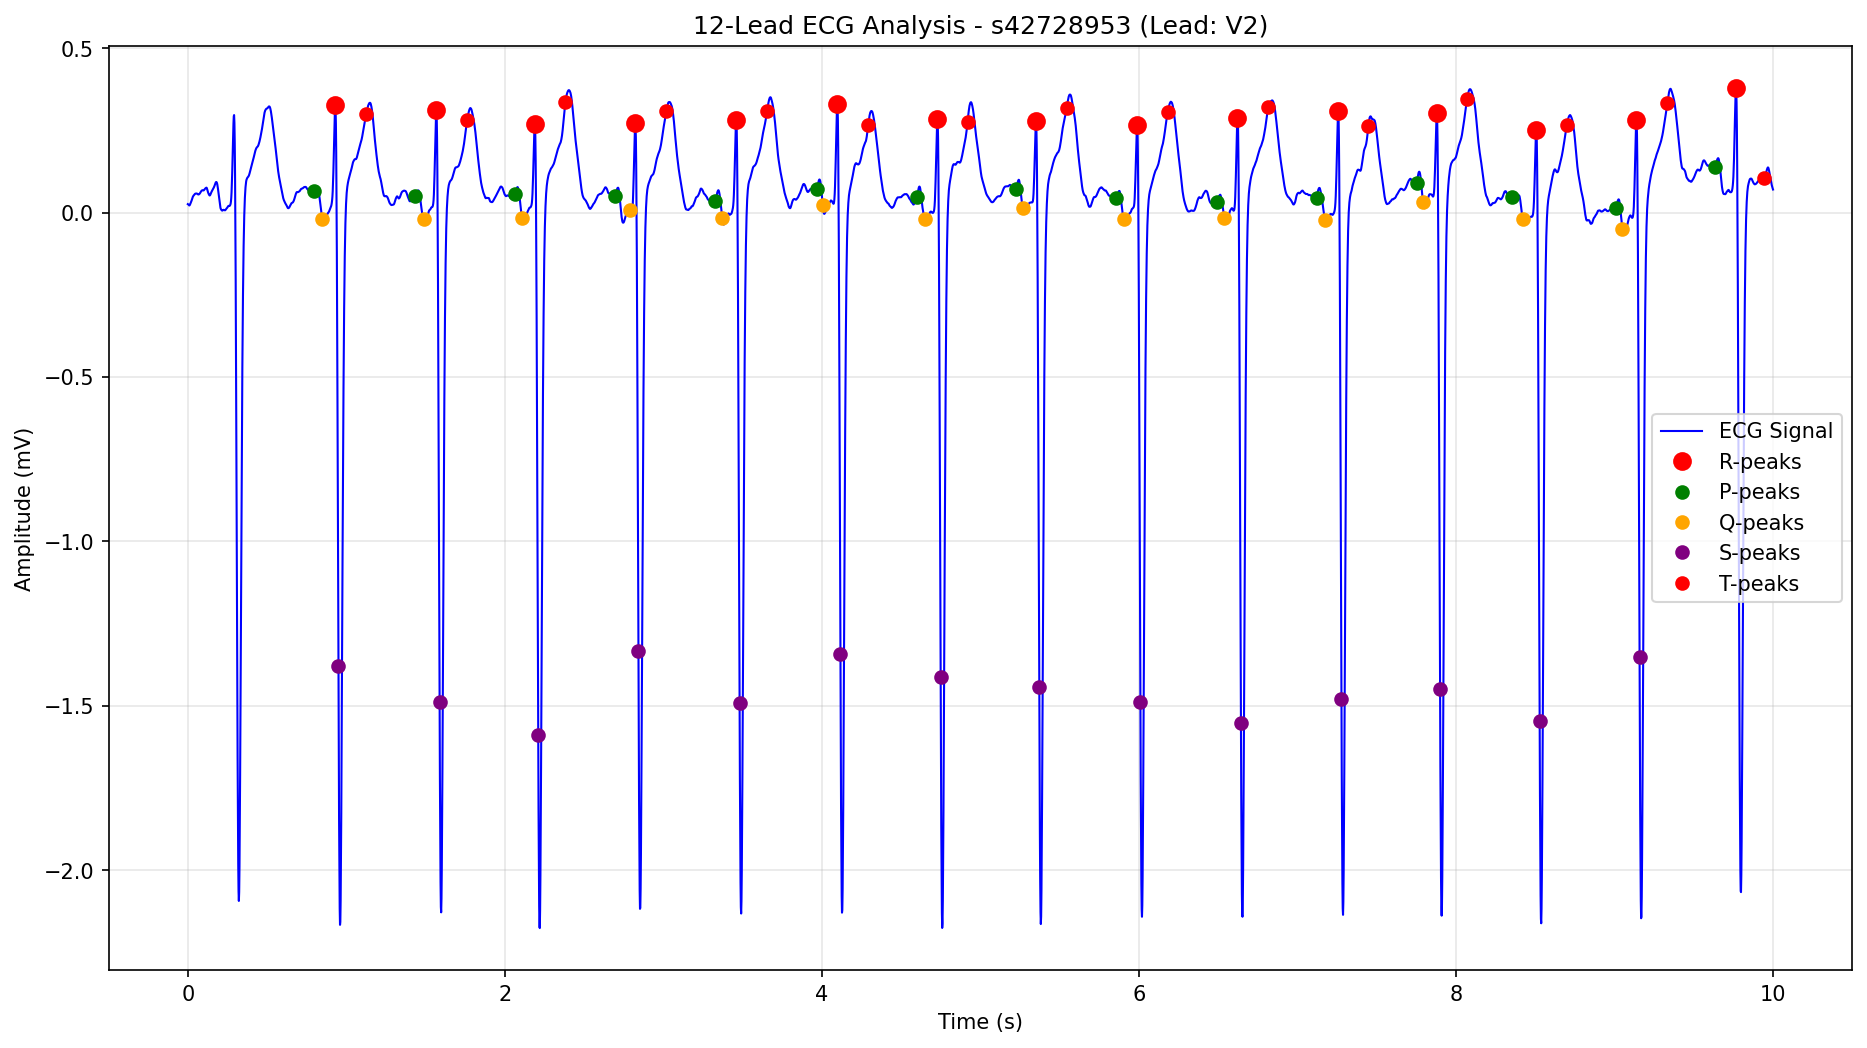 12-Lead ECG Analysis - s42728953 (Lead: V2)
Amplitude (mV)
0.5
0.0
−0.5
−1.0
−1.5
−2.0
ECG Signal
R-peaks
P-peaks
Q-peaks
S-peaks
T-peaks
0 2 4 6 8 10
Time (s)